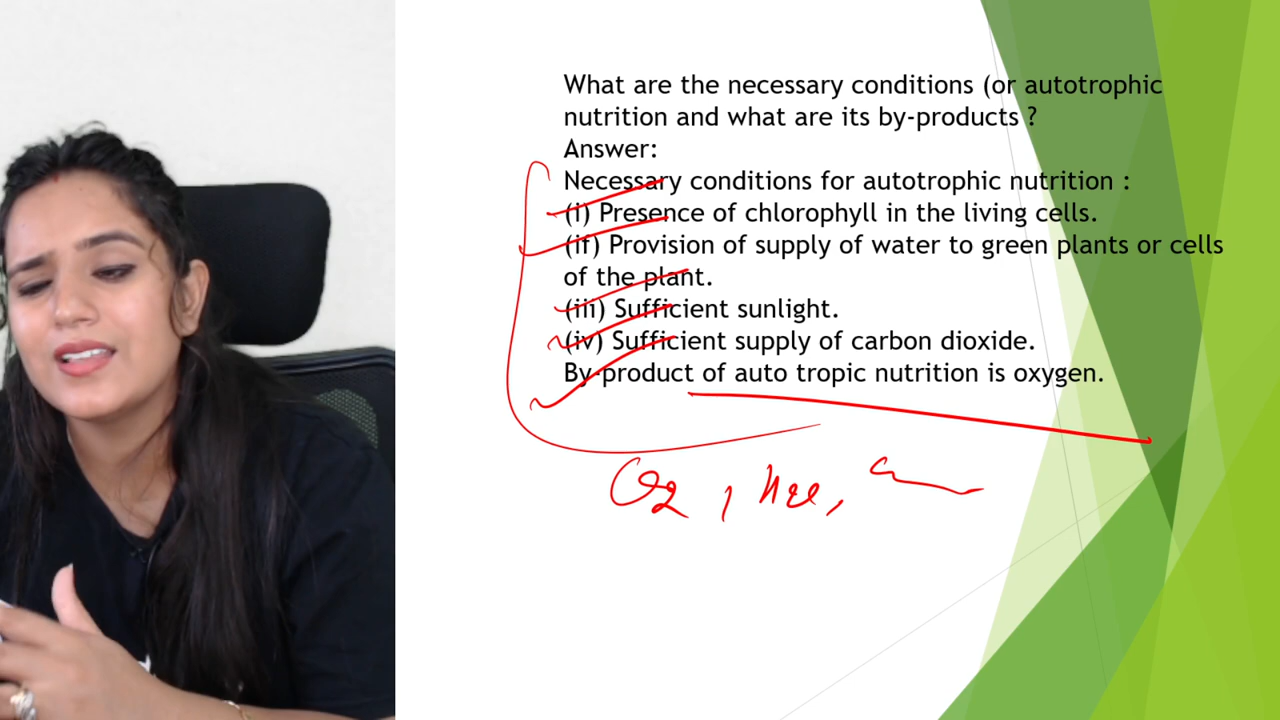 What are the necessary conditions (or autotrophic
nutrition and what are its by-products ?
Answer:
Necessary conditions for autotrophic nutrition :
(i) Presence of chlorophyll in the living cells.
(if) Provision of supply of water to green plants or cells
of the plant.
(iii) Sufficient sunlight.
(iv) Sufficient supply of carbon dioxide.
By-product of auto tropic nutrition is oxygen.